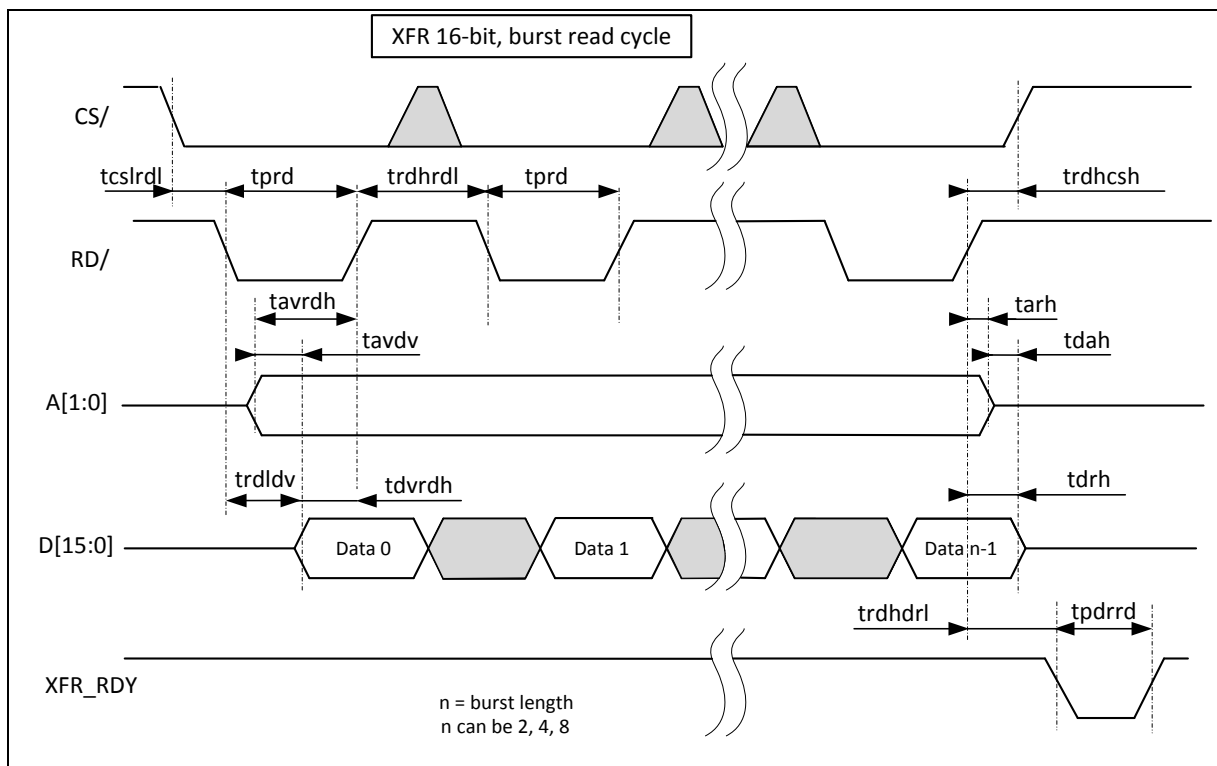 XFR 16-bit, burst read cycle
CS/
tcslrdl
tprd
trdhrdl
tprd
trdhcsh
RD/
tavrdh
tarh
tavdv
tdah
A[1:0]
trdldv
tdvrdh
tdrh
D[15:0]
Data 0
Data 1
Data n-1
trdhdrl
tpdrrd
XFR_RDY
n = burst length
n can be 2, 4, 8